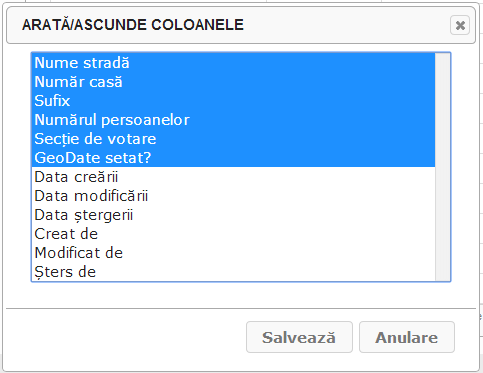 ARATĂ/ASCUNDE COLOANELE
Nume stradă
Număr casă
Sufix
Numărul persoanelor
Secție de votare
GeoDate setat?
Data creării
Data modificării
Data ștergerii
Creat de
Modificat de
Șters de
Salvează Anulare